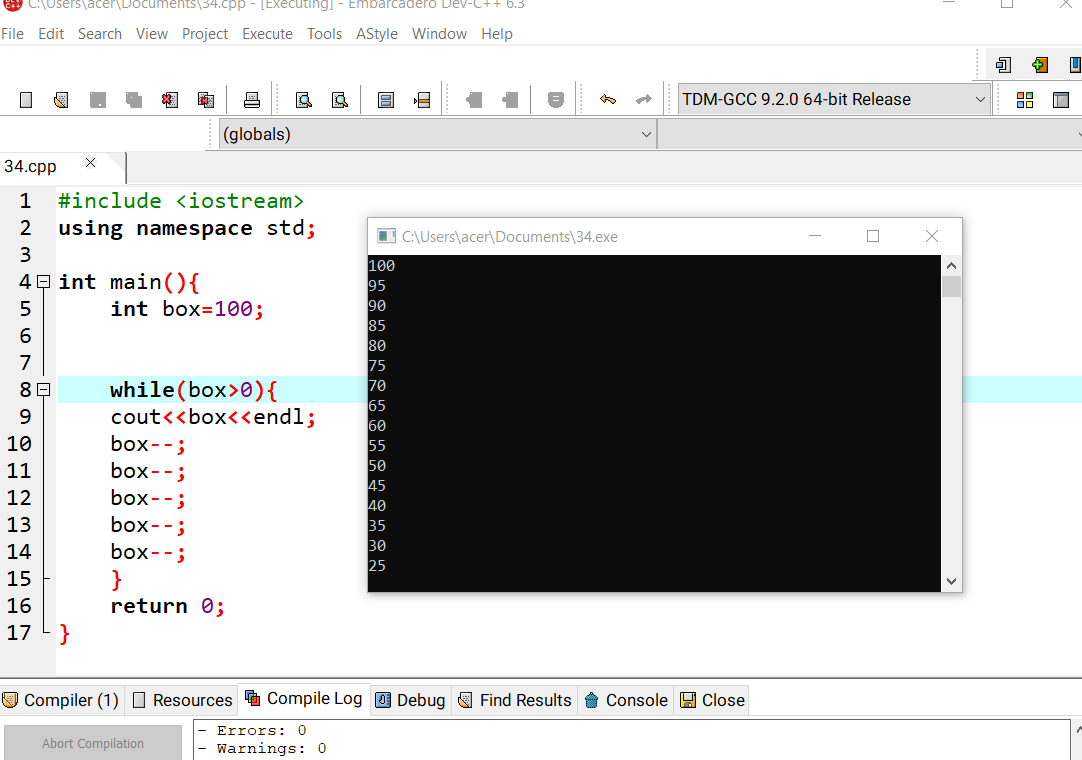 C:\Users\acer\Documents\34.cpp - [Executing] - Embarcadero Dev-C++ 6.3
File Edit Search View Project Execute Tools AStyle Window Help
TDM-GCC 9.2.0 64-bit Release
(globals)
34.cpp
1 #include <iostream>
2 using namespace std;
3
4 int main(){
5 int box=100;
6
7
8 while(box>0){
9 cout<<box<<endl;
10 box--;
11 box--;
12 box--;
13 box--;
14 box--;
15 }
16 return 0;
17 }
C:\Users\acer\Documents\34.exe
100
95
90
85
80
75
70
65
60
55
50
45
40
35
30
25
Compiler (1) Resources Compile Log Debug Find Results Console Close
Abort Compilation
- Errors: 0
- Warnings: 0